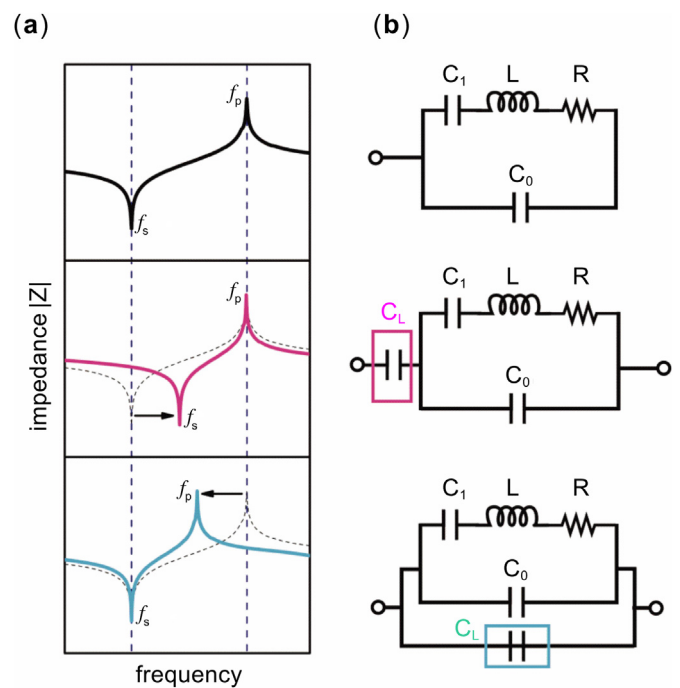 (a)
(b)
impedance |Z|
fp
fs
fp
fs
fp
fs
frequency
C1 L R
C0
C1 L R
CL
C0
C1 L R
C0
CL